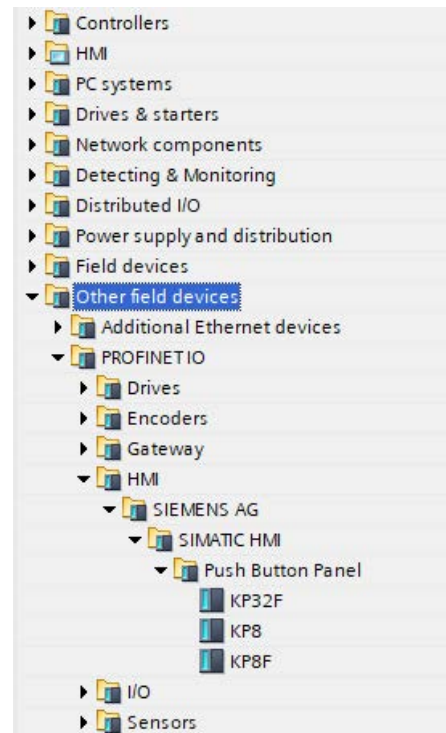 Controllers
HMI
PC systems
Drives & starters
Network components
Detecting & Monitoring
Distributed I/O
Power supply and distribution
Field devices
Other field devices
Additional Ethernet devices
PROFINET IO
Drives
Encoders
Gateway
HMI
SIEMENS AG
SIMATIC HMI
Push Button Panel
KP32F
KP8
KP8F
I/O
Sensors